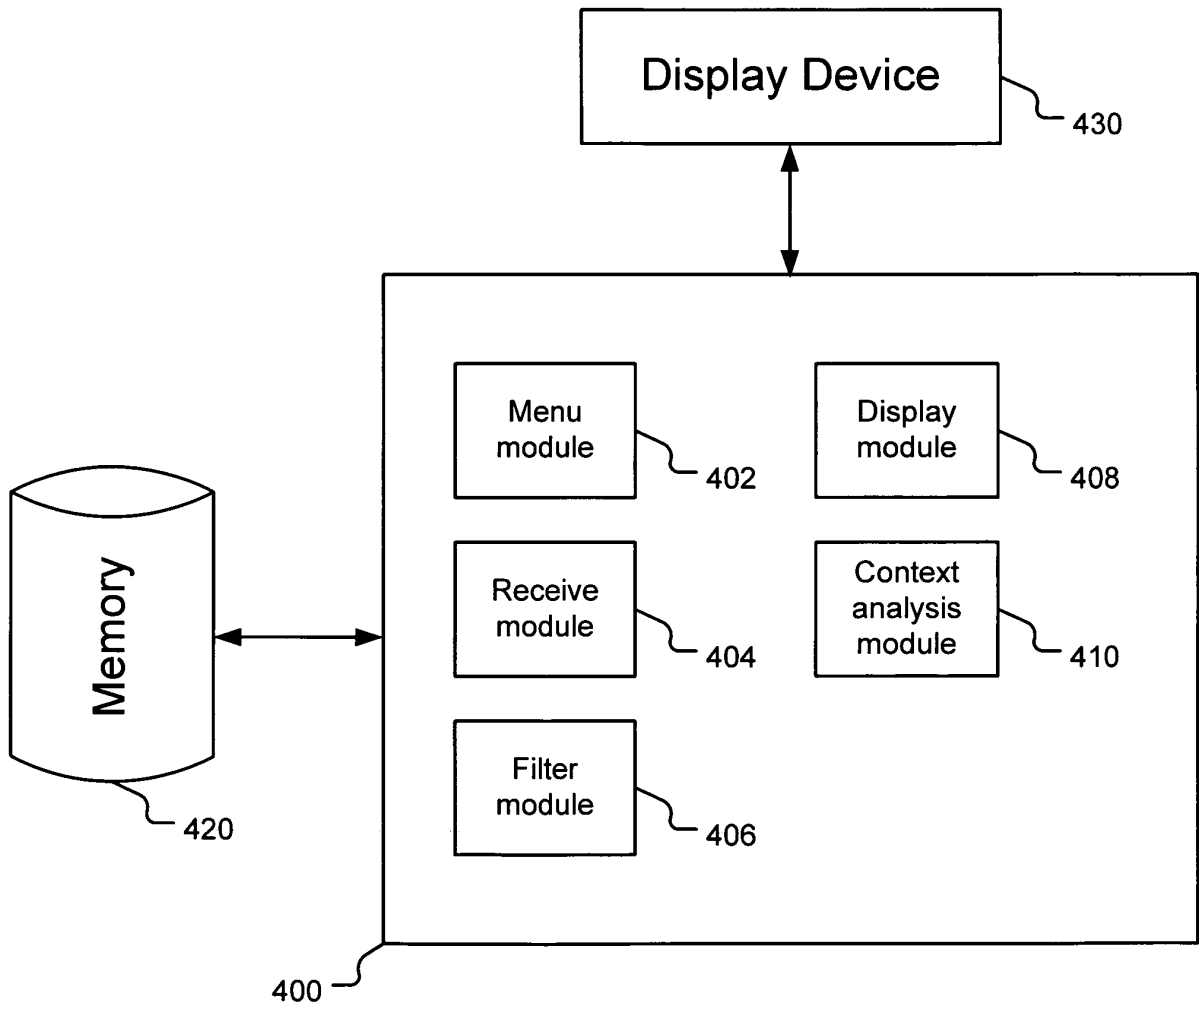 Display Device
430
Menu
module
402
Display
module
408
Receive
module
404
Context
analysis
module
410
Filter
module
406
Memory
420
400